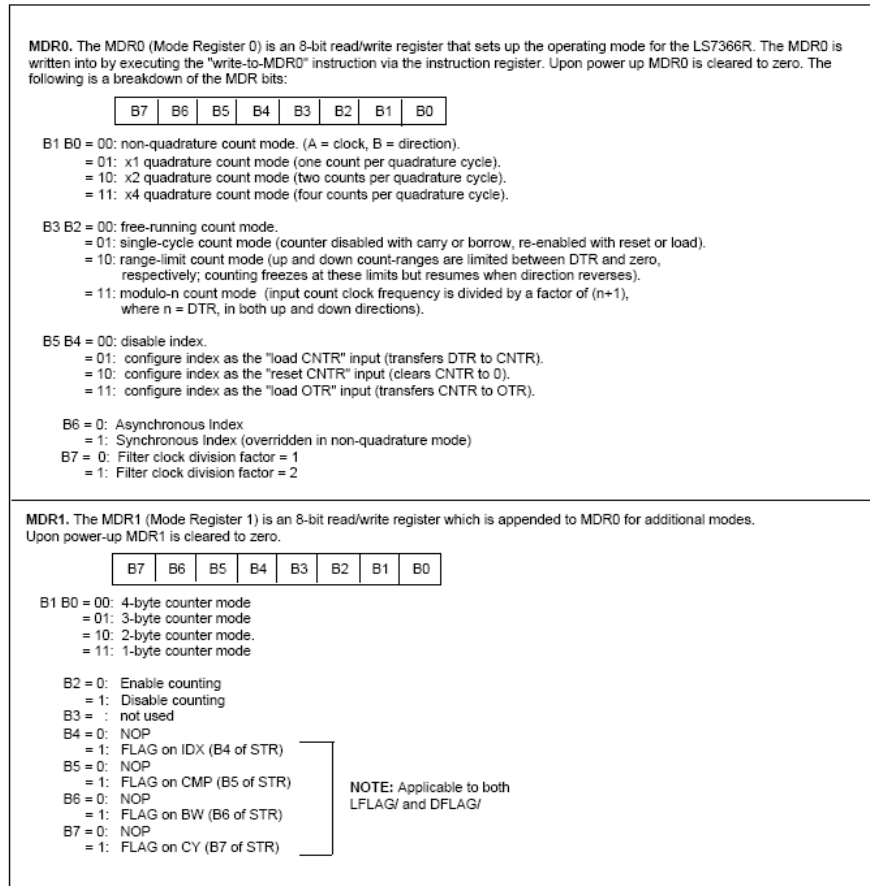 MDR0. The MDR0 (Mode Register 0) is an 8-bit read/write register that sets up the operating mode for the LS7366R. The MDR0 is
written into by executing the "write-to-MDR0" instruction via the instruction register. Upon power up MDR0 is cleared to zero. The
following is a breakdown of the MDR bits:
B7 B6 B5 B4 B3 B2 B1 B0
B1 B0 = 00: non-quadrature count mode. (A = clock, B = direction).
= 01: x1 quadrature count mode (one count per quadrature cycle).
= 10: x2 quadrature count mode (two counts per quadrature cycle).
= 11: x4 quadrature count mode (four counts per quadrature cycle).
B3 B2 = 00: free-running count mode.
= 01: single-cycle count mode (counter disabled with carry or borrow, re-enabled with reset or load).
= 10: range-limit count mode (up and down count-ranges are limited between DTR and zero,
respectively; counting freezes at these limits but resumes when direction reverses).
= 11: modulo-n count mode (input count clock frequency is divided by a factor of (n+1),
where n = DTR, in both up and down directions).
B5 B4 = 00: disable index.
= 01: configure index as the "load CNTR" input (transfers DTR to CNTR).
= 10: configure index as the "reset CNTR" input (clears CNTR to 0).
= 11: configure index as the "load OTR" input (transfers CNTR to OTR).
B6 = 0: Asynchronous Index
= 1: Synchronous Index (overridden in non-quadrature mode)
B7 = 0: Filter clock division factor = 1
= 1: Filter clock division factor = 2
MDR1. The MDR1 (Mode Register 1) is an 8-bit read/write register which is appended to MDR0 for additional modes.
Upon power-up MDR1 is cleared to zero.
B7 B6 B5 B4 B3 B2 B1 B0
B1 B0 = 00: 4-byte counter mode
= 01: 3-byte counter mode
= 10: 2-byte counter mode.
= 11: 1-byte counter mode
B2 = 0: Enable counting
= 1: Disable counting
B3 = : not used
B4 = 0: NOP
= 1: FLAG on IDX (B4 of STR)
B5 = 0: NOP
= 1: FLAG on CMP (B5 of STR)
B6 = 0: NOP
= 1: FLAG on BW (B6 of STR)
B7 = 0: NOP
= 1: FLAG on CY (B7 of STR)
NOTE: Applicable to both
LFLAG/ and DFLAG/